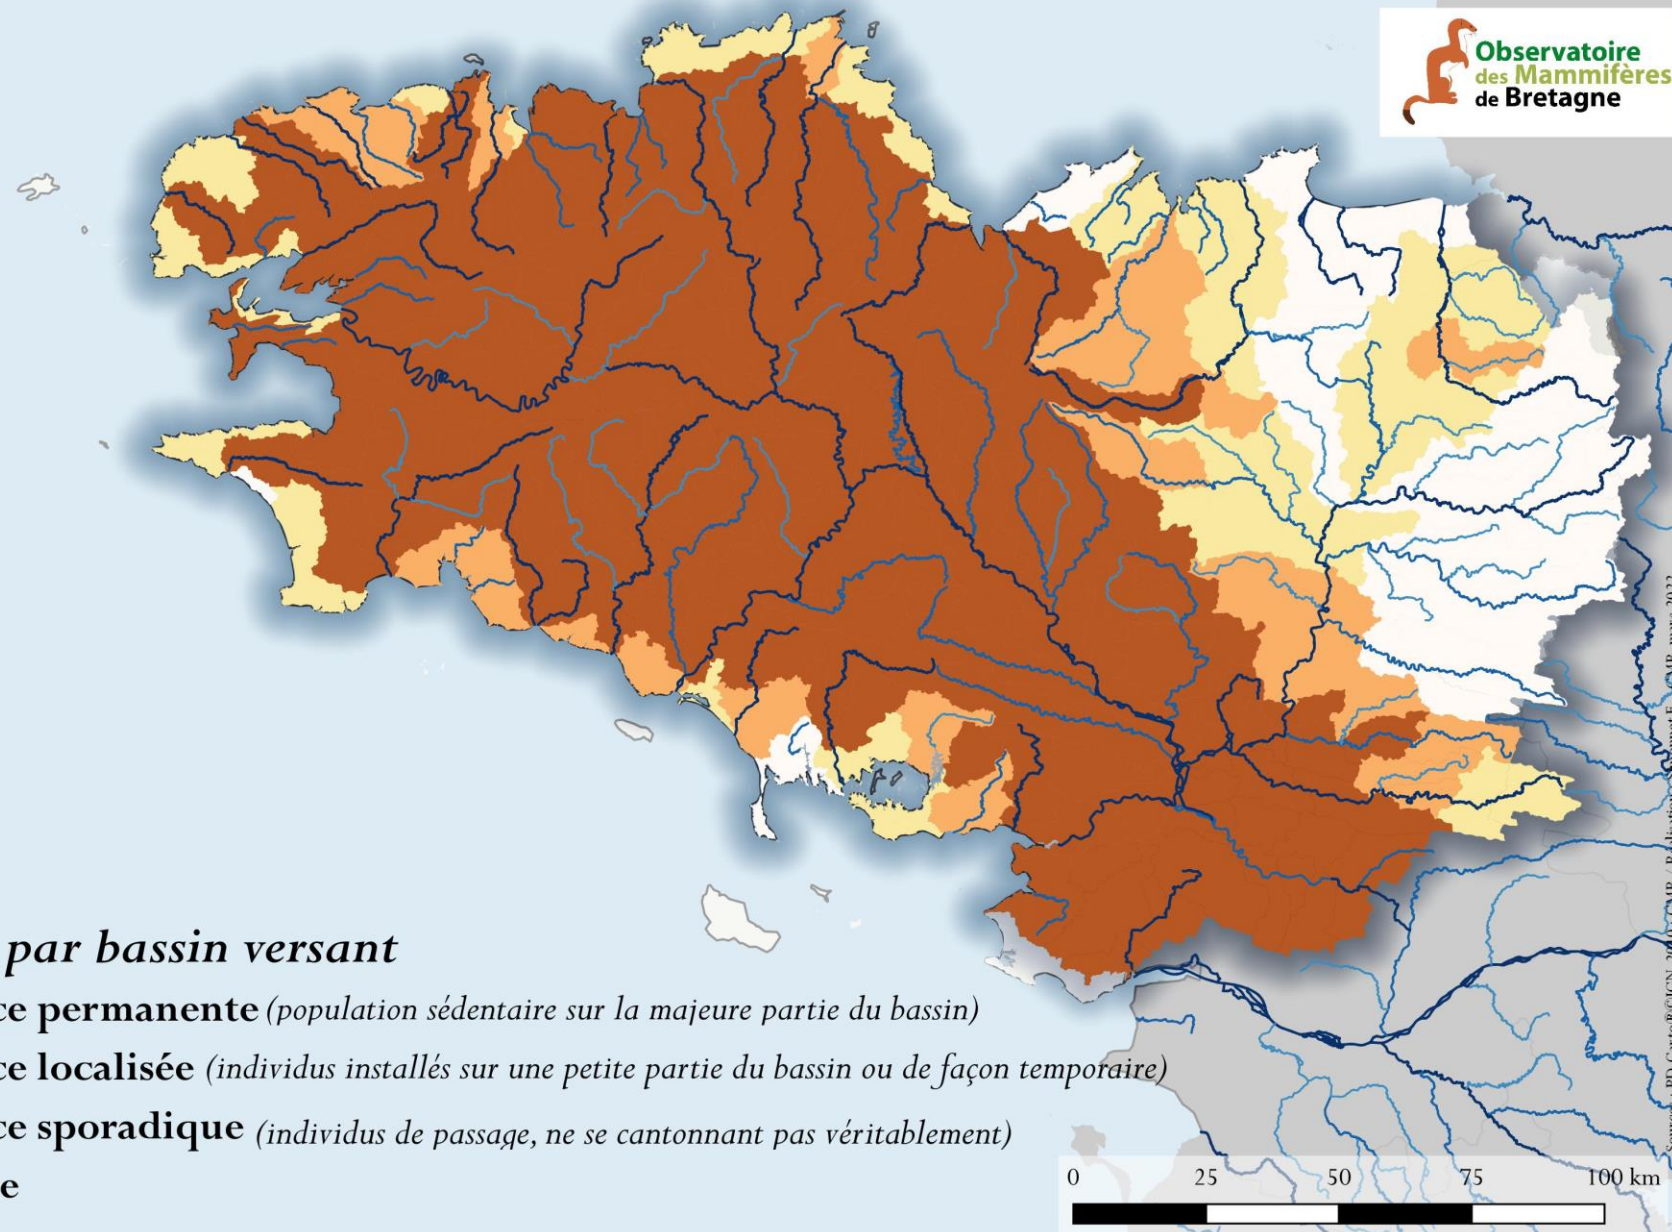 Observatoire
des Mammifères
de Bretagne
par bassin versant
ce permanente (population sédentaire sur la majeure partie du bassin)
ce localisée (individus installés sur une petite partie du bassin ou de façon temporaire)
ce sporadique (individus de passage, ne se cantonnant pas véritablement)
e
0 25 50 75 100 km